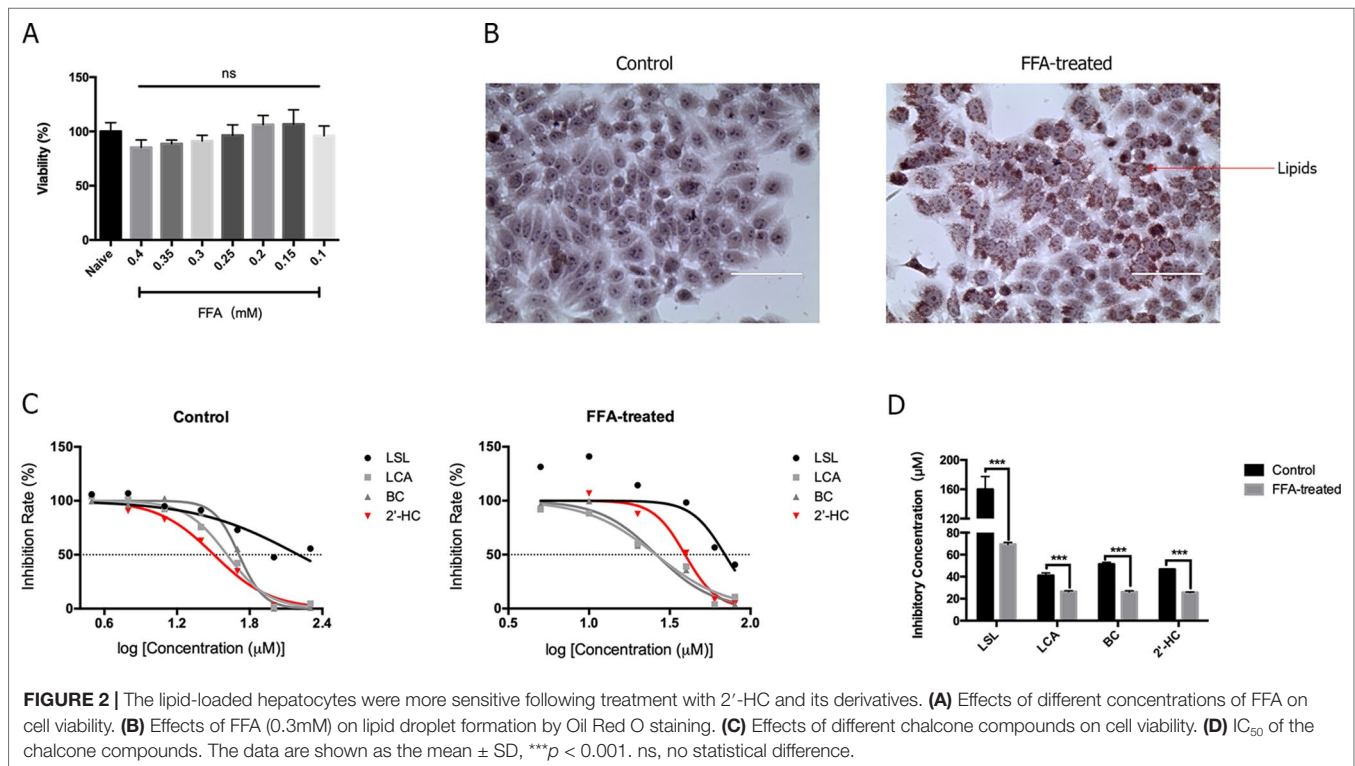 A
ns
150
100
50
0
Viability (%)
Naive
0.4
0.35
0.3
0.25
0.2
0.15
0.1
FFA (mM)
B
Control
FFA-treated
Lipids
C
Control
150
100
50
0
Inhibition Rate (%)
0.6
1.2
1.8
2.4
log [Concentration (μM)]
LSL
LCA
BC
2'-HC
FFA-treated
150
100
50
0
Inhibition Rate (%)
0.5
1.0
1.5
2.0
log [Concentration (μM)]
LSL
LCA
BC
2'-HC
D
Inhibitory Concentration (μM)
200
160
120
80
60
40
20
0
***
***
***
***
LSL
LCA
BC
2'-HC
Control
FFA-treated
FIGURE 2 | The lipid-loaded hepatocytes were more sensitive following treatment with 2′-HC and its derivatives. (A) Effects of different concentrations of FFA on
cell viability. (B) Effects of FFA (0.3mM) on lipid droplet formation by Oil Red O staining. (C) Effects of different chalcone compounds on cell viability. (D) IC50 of the
chalcone compounds. The data are shown as the mean ± SD, ***p < 0.001. ns, no statistical difference.